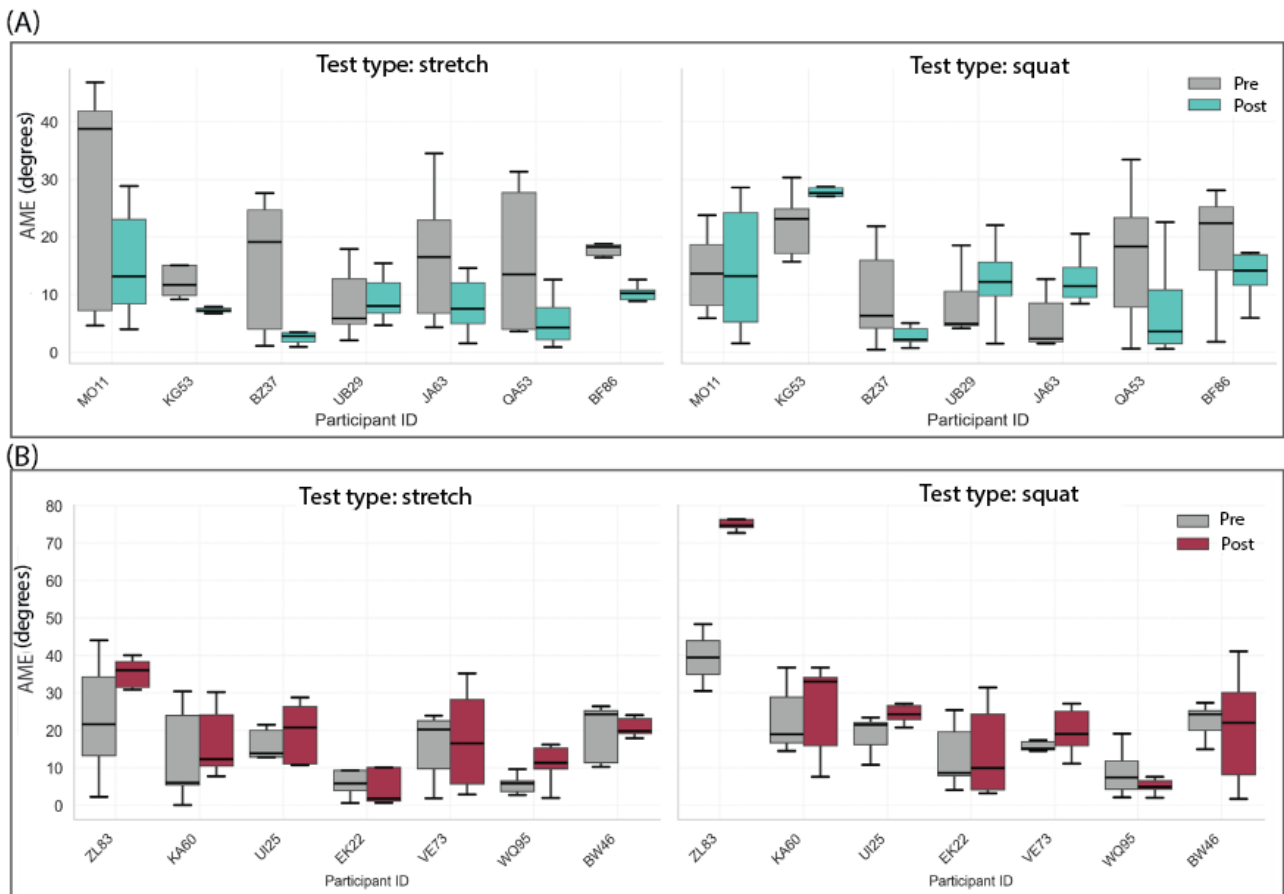 (A)
Test type: stretch
Test type: squat
Pre
Post
AME (degrees)
40
30
20
10
0
MO11
KG53
BZ37
UB29
JA63
QA53
BF86
MO11
KG53
BZ37
UB29
JA63
QA53
BF86
Participant ID
Participant ID
(B)
Test type: stretch
Test type: squat
Pre
Post
AME (degrees)
80
70
60
50
40
30
20
10
0
ZL83
KA60
UI25
EK22
VE73
WQ95
BW46
ZL83
KA60
UI25
EK22
VE73
WQ95
BW46
Participant ID
Participant ID